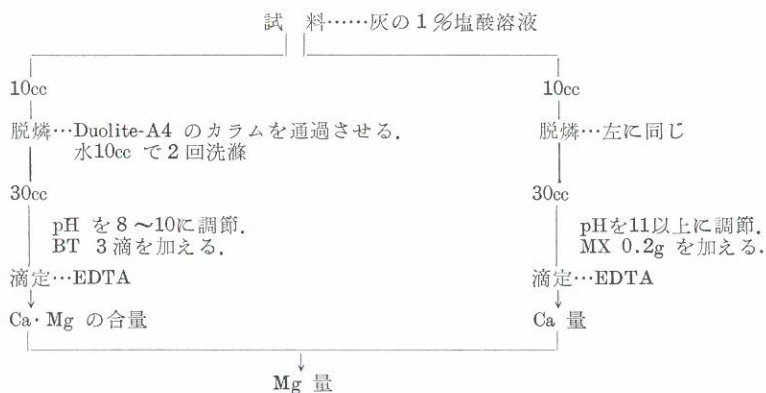 試 料……灰の1%塩酸溶液
10cc
脱燐…Duolite-A4 のカラムを通過させる.
水10cc で2回洗滌
30cc
pH を8～10に調節.
BT 3滴を加える.
滴定…EDTA
Ca・Mg の合量
10cc
脱燐…左に同じ
30cc
pHを11以上に調節.
MX 0.2g を加える.
滴定…EDTA
Ca 量
Mg 量